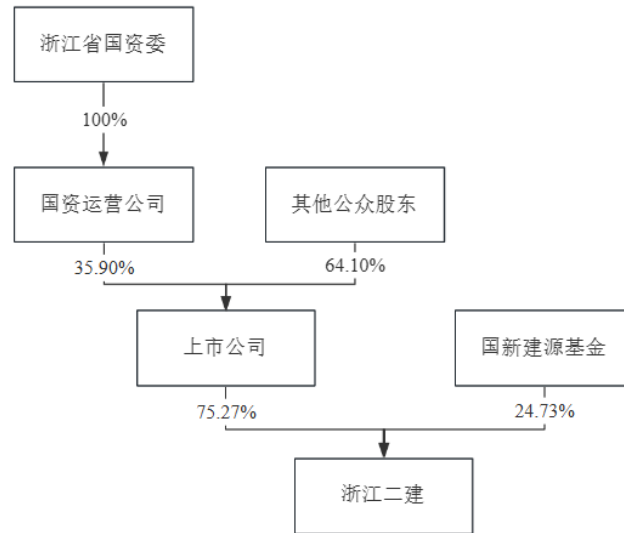 浙江省国资委
100%
国资运营公司
其他公众股东
35.90%
64.10%
上市公司
国新建源基金
75.27%
24.73%
浙江二建